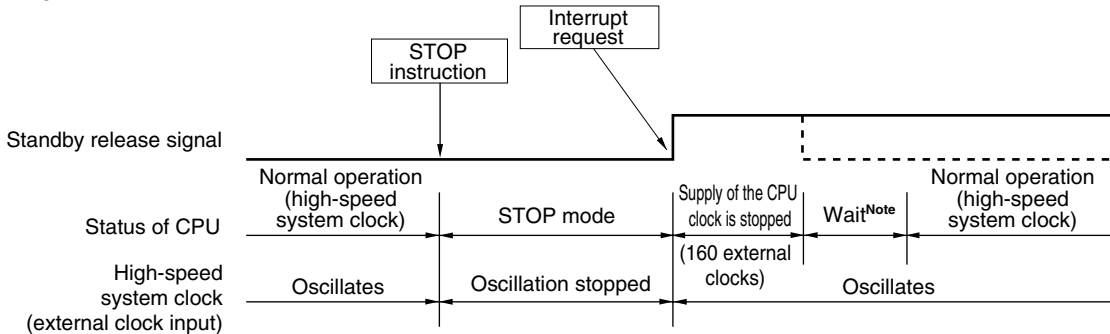 Interrupt
request
STOP
instruction
Standby release signal
Normal operation
(high-speed
system clock)
STOP mode
Supply of the CPU
clock is stopped
WaitNote
Normal operation
(high-speed
system clock)
Status of CPU
(160 external
clocks)
High-speed
system clock
(external clock input)
Oscillates
Oscillation stopped
Oscillates